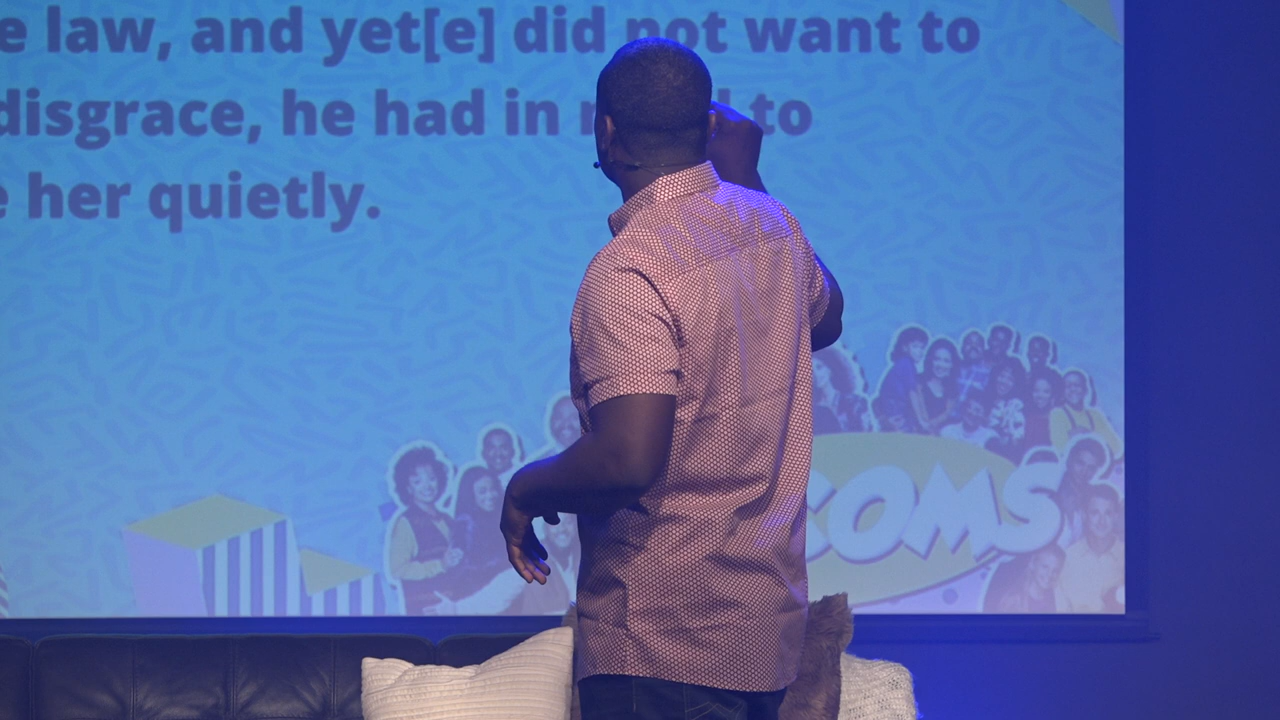 e law, and yet[e] did not want to
disgrace, he had in to
e her quietly.
COMS